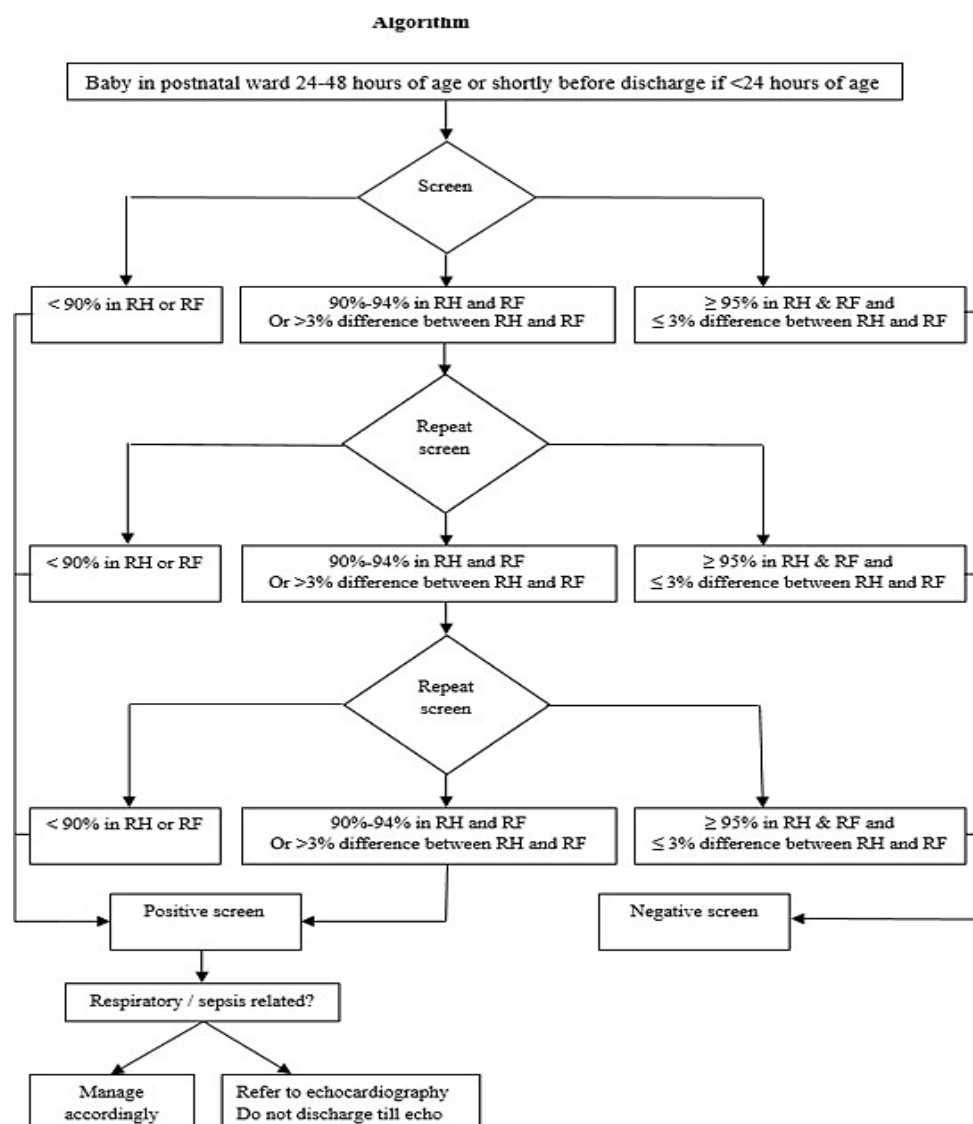 Algorithm
Baby in postnatal ward 24-48 hours of age or shortly before discharge if <24 hours of age
Screen
< 90% in RH or RF
90%-94% in RH and RF
Or >3% difference between RH and RF
≥ 95% in RH & RF and
≤ 3% difference between RH and RF
Repeat
screen
< 90% in RH or RF
90%-94% in RH and RF
Or >3% difference between RH and RF
≥ 95% in RH & RF and
≤ 3% difference between RH and RF
Repeat
screen
< 90% in RH or RF
90%-94% in RH and RF
Or >3% difference between RH and RF
≥ 95% in RH & RF and
≤ 3% difference between RH and RF
Positive screen
Negative screen
Respiratory / sepsis related?
Manage
accordingly
Refer to echocardiography
Do not discharge till echo